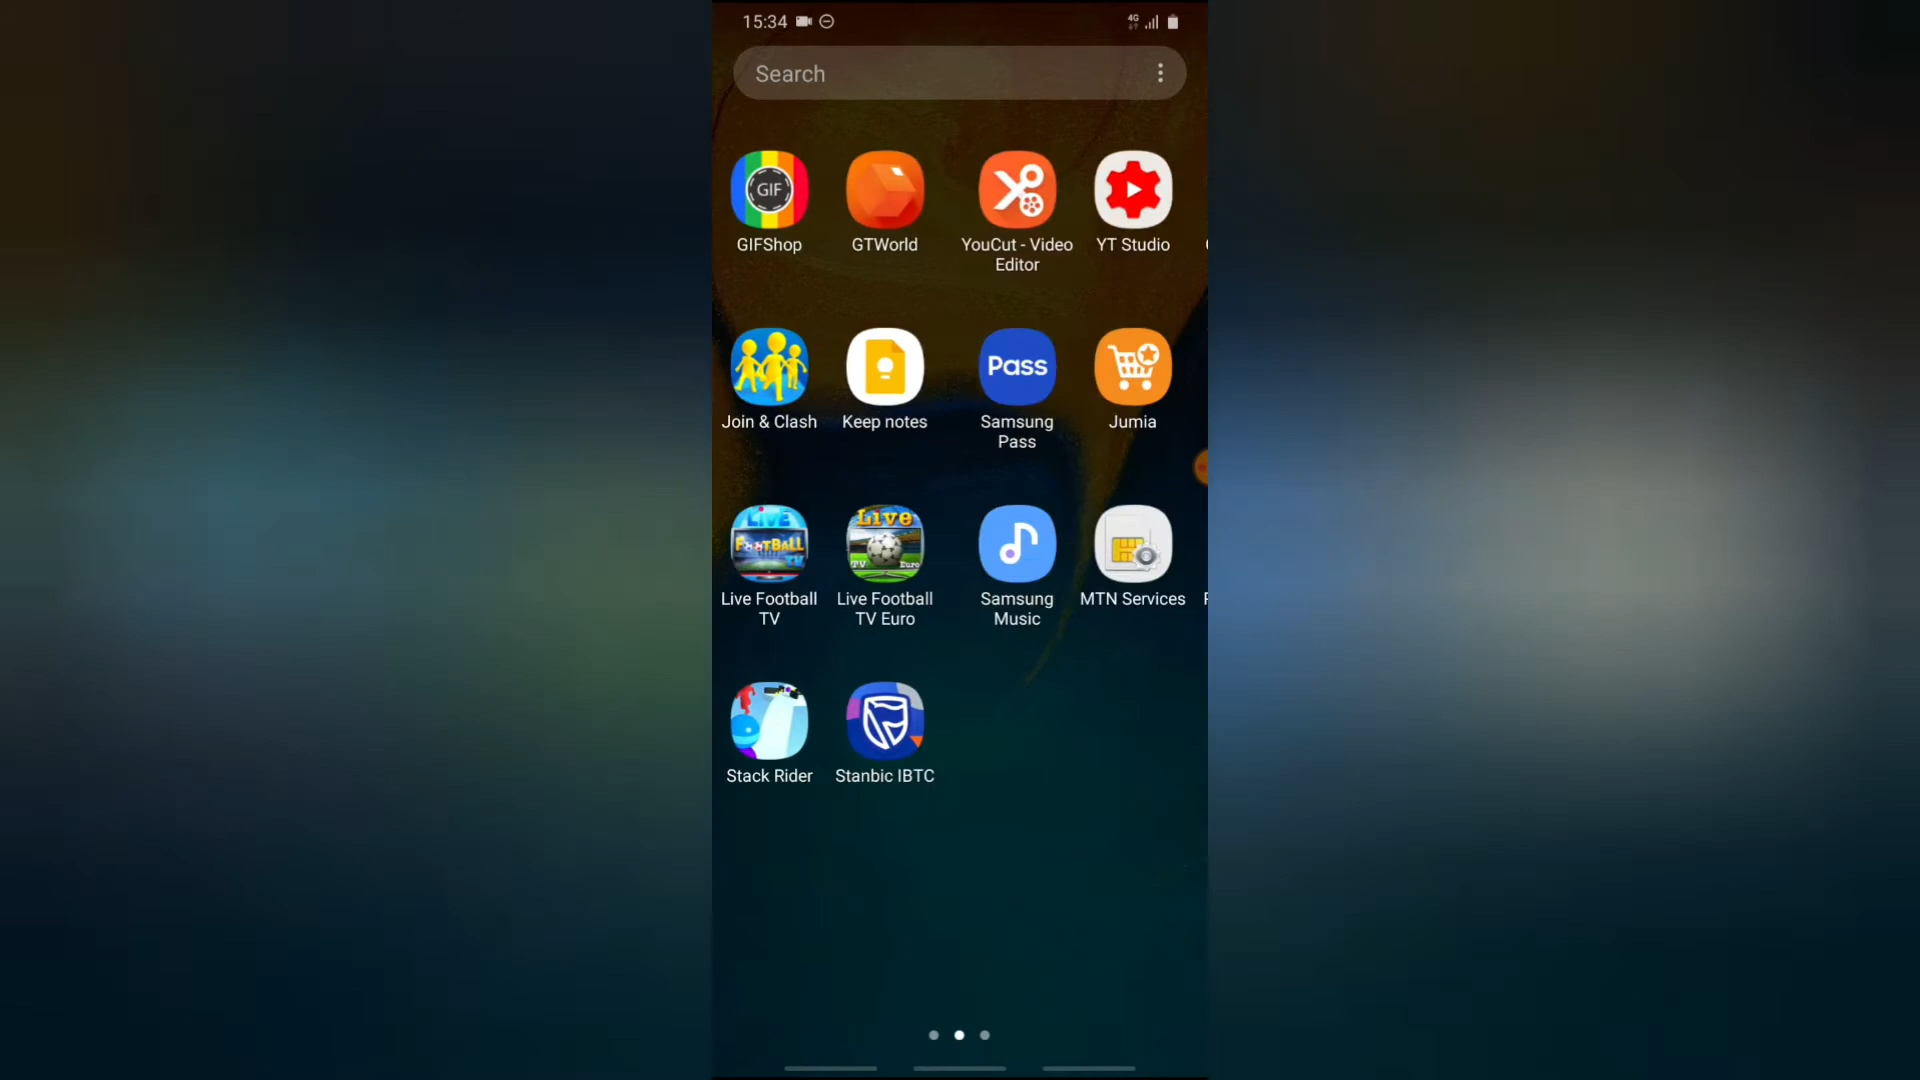 15:34
4G
Search
GIF
GIFShop
GTWorld
YouCut - Video
Editor
YT Studio
Join & Clash
Keep notes
Pass
Samsung
Pass
Jumia
LIVE
FOOTBALL
TV
Live Football
TV
Live
TV Euro
Live Football
TV Euro
Samsung
Music
MTN Services
Stack Rider
Stanbic IBTC